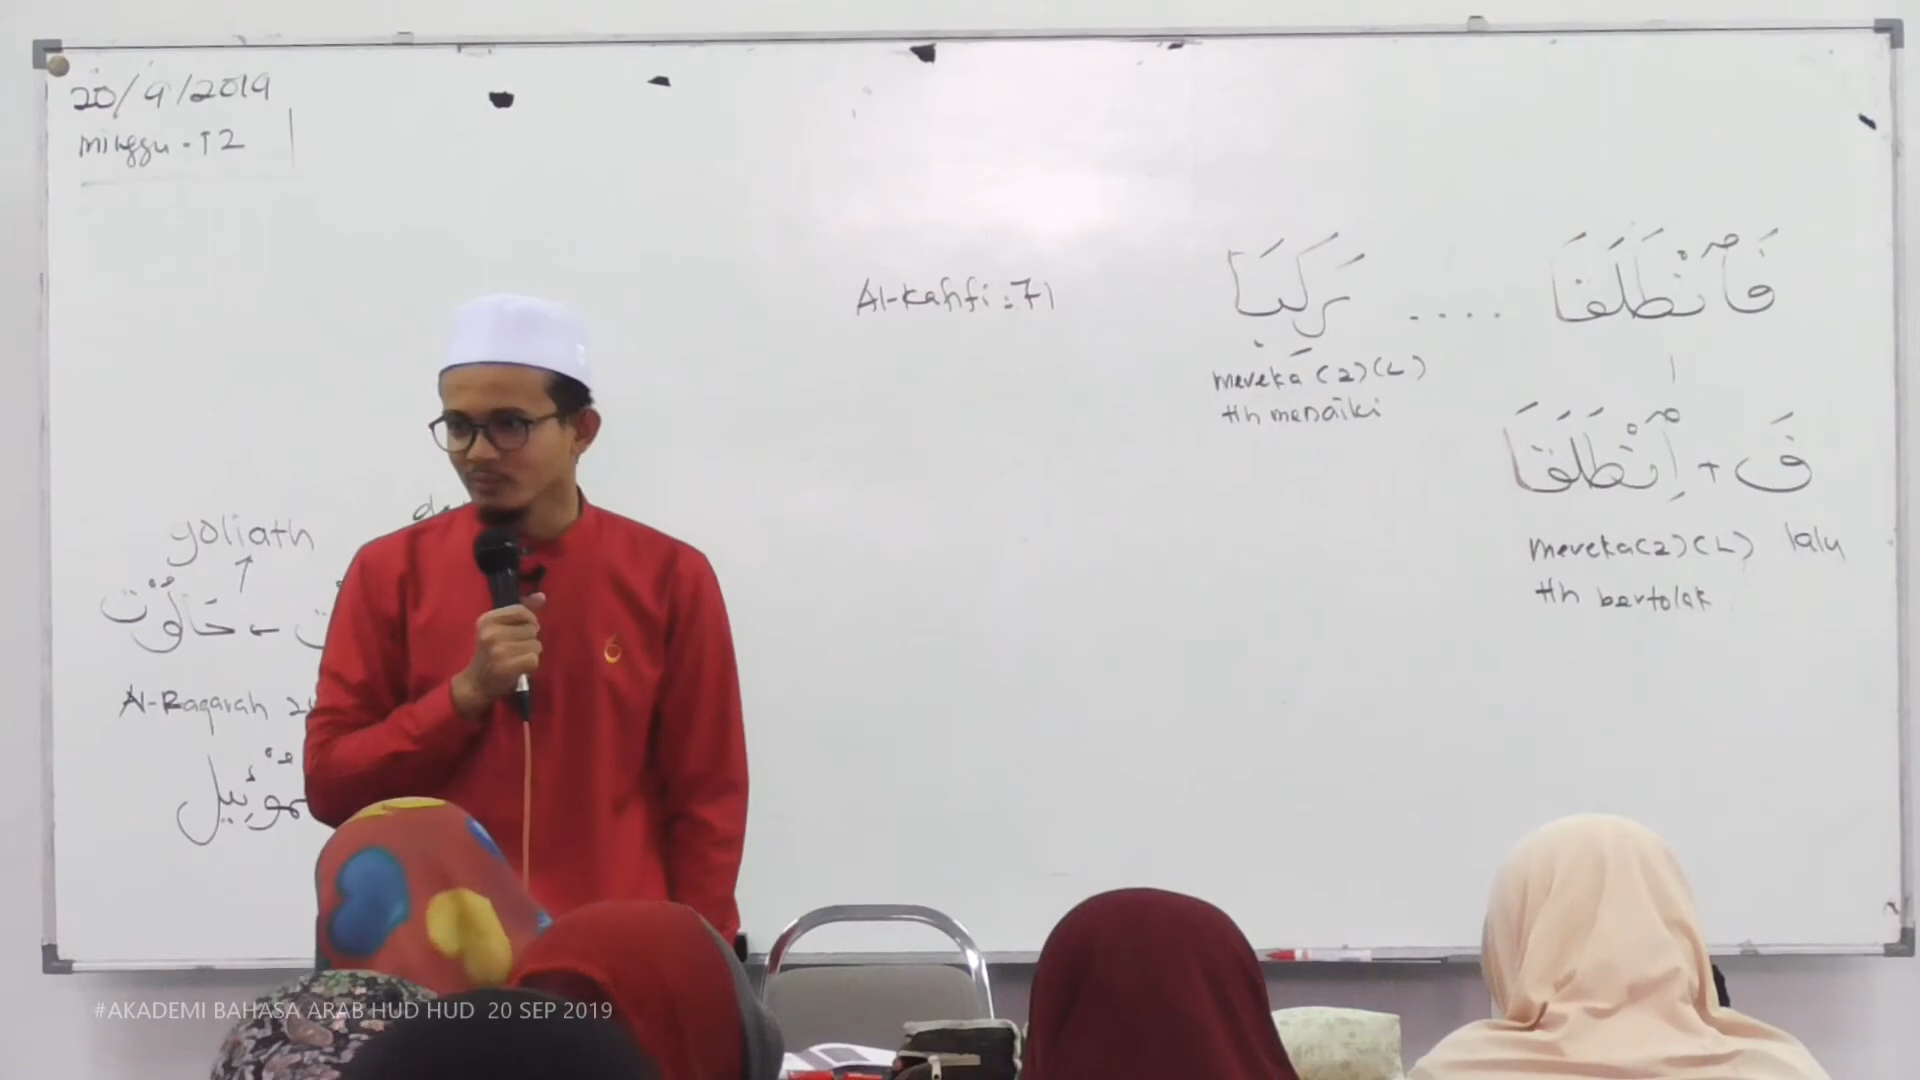 20/9/2019
minggu - 12
فَٱنْطَلَقَا .... رَكِبَا Al-kahfi : 71
mereka (2)(L)
tlh menaiki
فَ + اِنْطَلَقَا
mereka(2)(L) lalu
tlh bertolak
goliath
جَالُوْت ←
Al-Baqarah
#AKADEMI BAHASA ARAB HUD HUD 20 SEP 2019